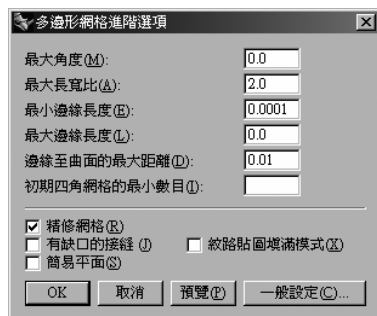 多邊形網格進階選項
最大角度(M): 0.0
最大長寬比(A): 2.0
最小邊緣長度(E): 0.0001
最大邊緣長度(L): 0.0
邊緣至曲面的最大距離(D): 0.01
初期四角網格的最小數目(I):
精修網格(R)
有缺口的接縫 (J) 紋路貼圖填滿模式(X)
簡易平面(S)
OK 取消 預覽(P) 一般設定(C)...